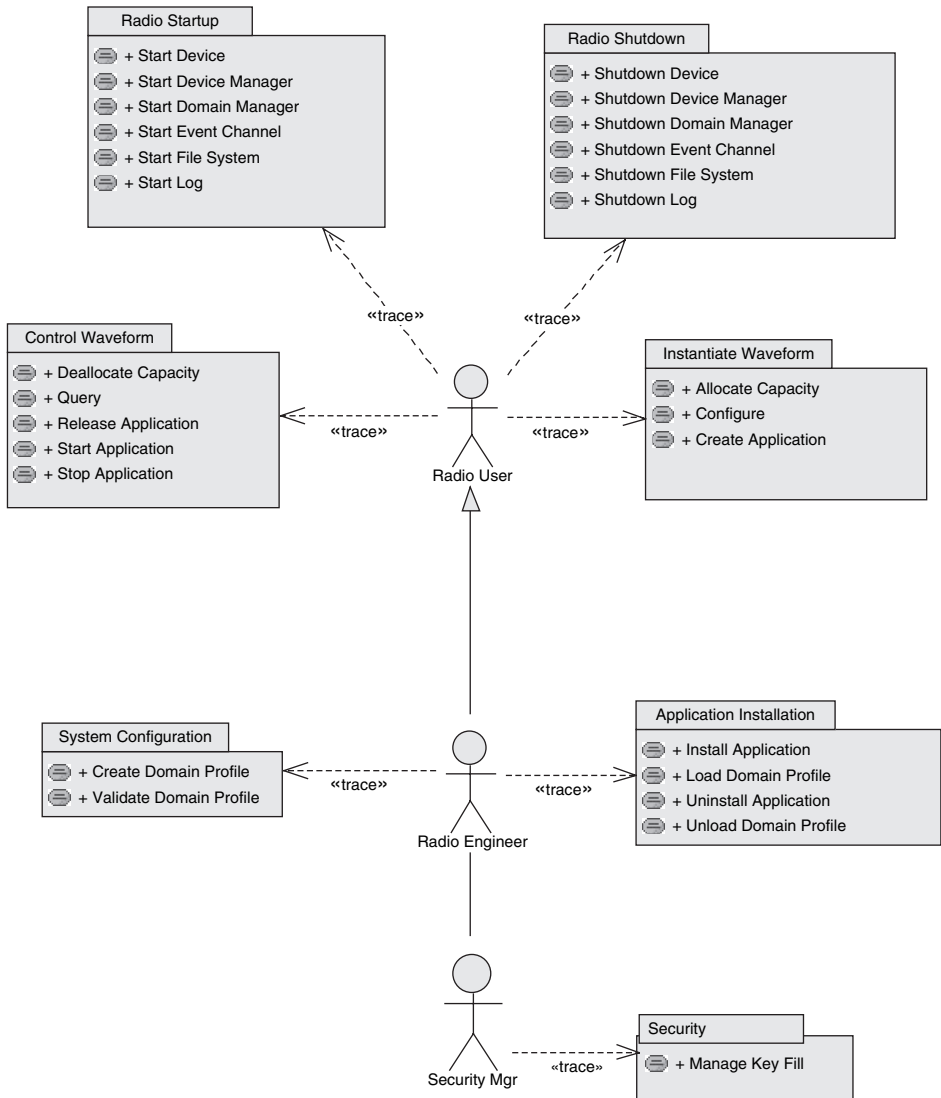 Radio Startup
+ Start Device
+ Start Device Manager
+ Start Domain Manager
+ Start Event Channel
+ Start File System
+ Start Log
Radio Shutdown
+ Shutdown Device
+ Shutdown Device Manager
+ Shutdown Domain Manager
+ Shutdown Event Channel
+ Shutdown File System
+ Shutdown Log
«trace»
«trace»
Control Waveform
+ Deallocate Capacity
+ Query
+ Release Application
+ Start Application
+ Stop Application
«trace»
Radio User
«trace»
Instantiate Waveform
+ Allocate Capacity
+ Configure
+ Create Application
System Configuration
+ Create Domain Profile
+ Validate Domain Profile
«trace»
Radio Engineer
«trace»
Application Installation
+ Install Application
+ Load Domain Profile
+ Uninstall Application
+ Unload Domain Profile
Security Mgr
«trace»
Security
+ Manage Key Fill